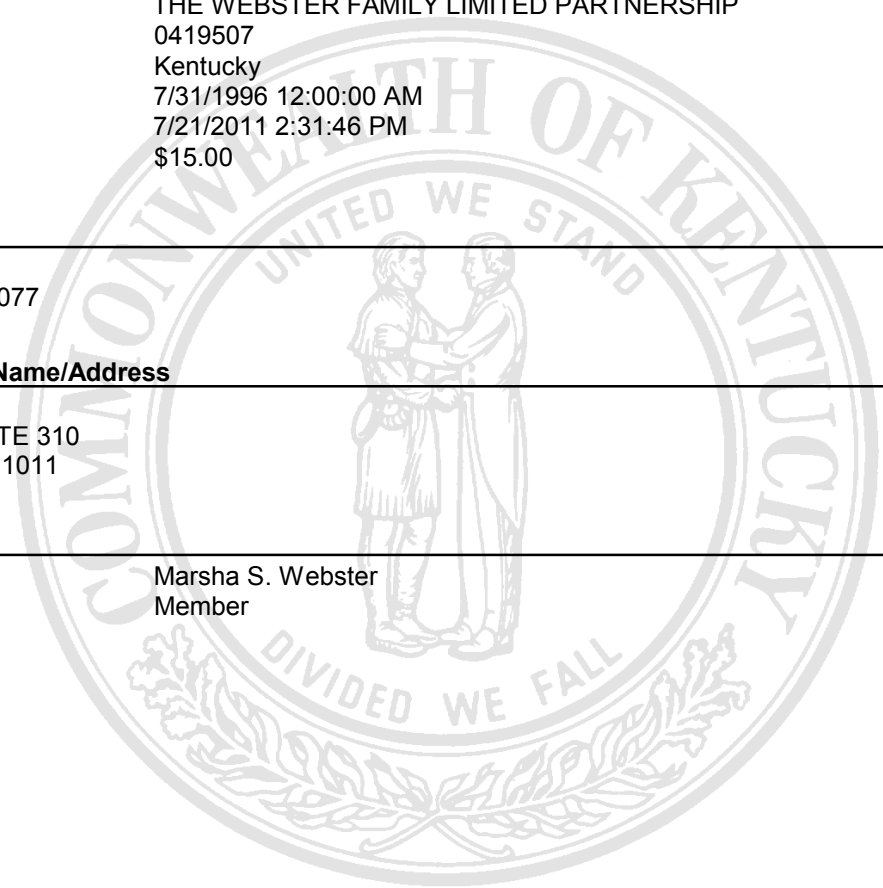 THE WEBSTER FAMILY LIMITED PARTNERSHIP
0419507
Kentucky
7/31/1996 12:00:00 AM
7/21/2011 2:31:46 PM
$15.00
077
Name/Address
TE 310
1011
Marsha S. Webster
Member
COMMONWEALTH OF KENTUCKY
UNITED WE STAND
DIVIDED WE FALL